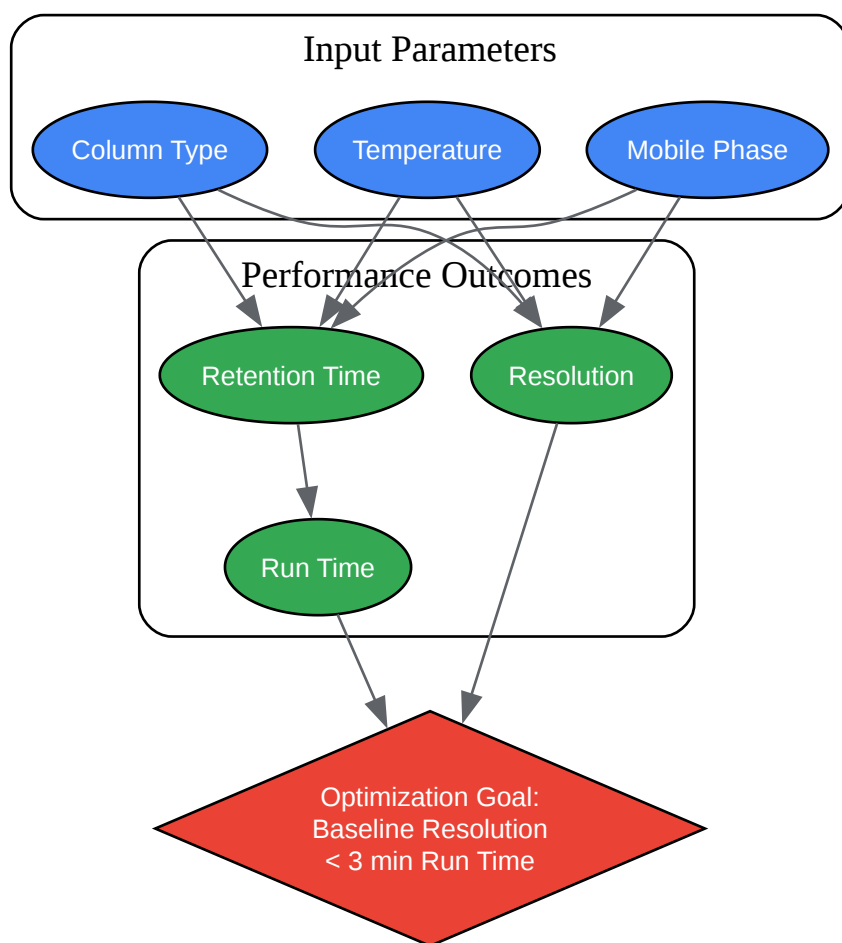 Input Parameters
Column Type
Temperature
Mobile Phase
Performance Outcomes
Retention Time
Resolution
Run Time
Optimization Goal:
Baseline Resolution
< 3 min Run Time